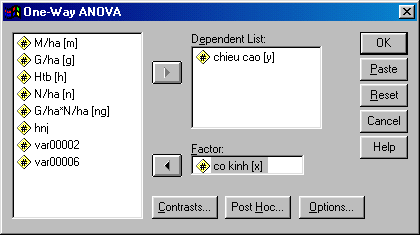 One-Way ANOVA
M/ha [m]
G/ha [g]
Htb [h]
N/ha [n]
G/ha*N/ha [ng]
hnj
var00002
var00006
Dependent List:
chieu cao [y]
Factor:
co kinh [x]
OK
Paste
Reset
Cancel
Help
Contrasts...
Post Hoc...
Options...